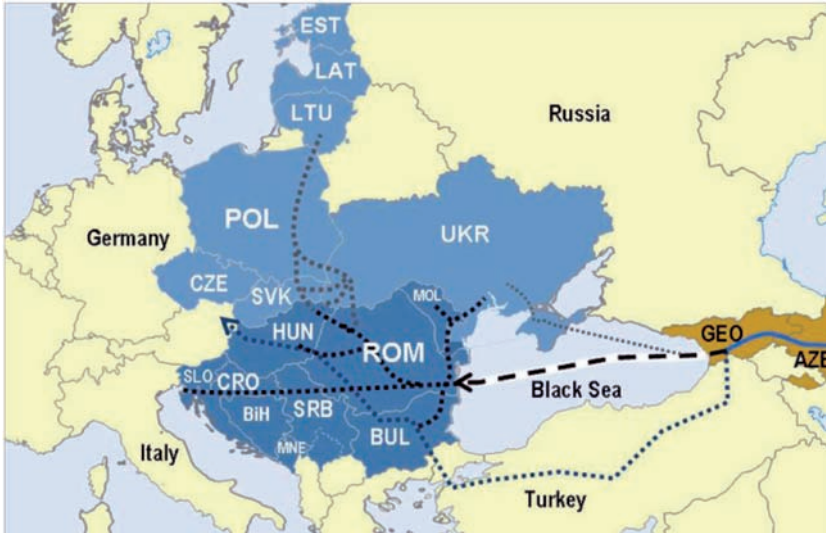 EST
LAT
LTU
Russia
POL
UKR
Germany
CZE
SVK
MOL
HUN
ROM
GEO
AZE
SLO
CRO
Black Sea
BiH
SRB
Italy
MNE
BUL
Turkey